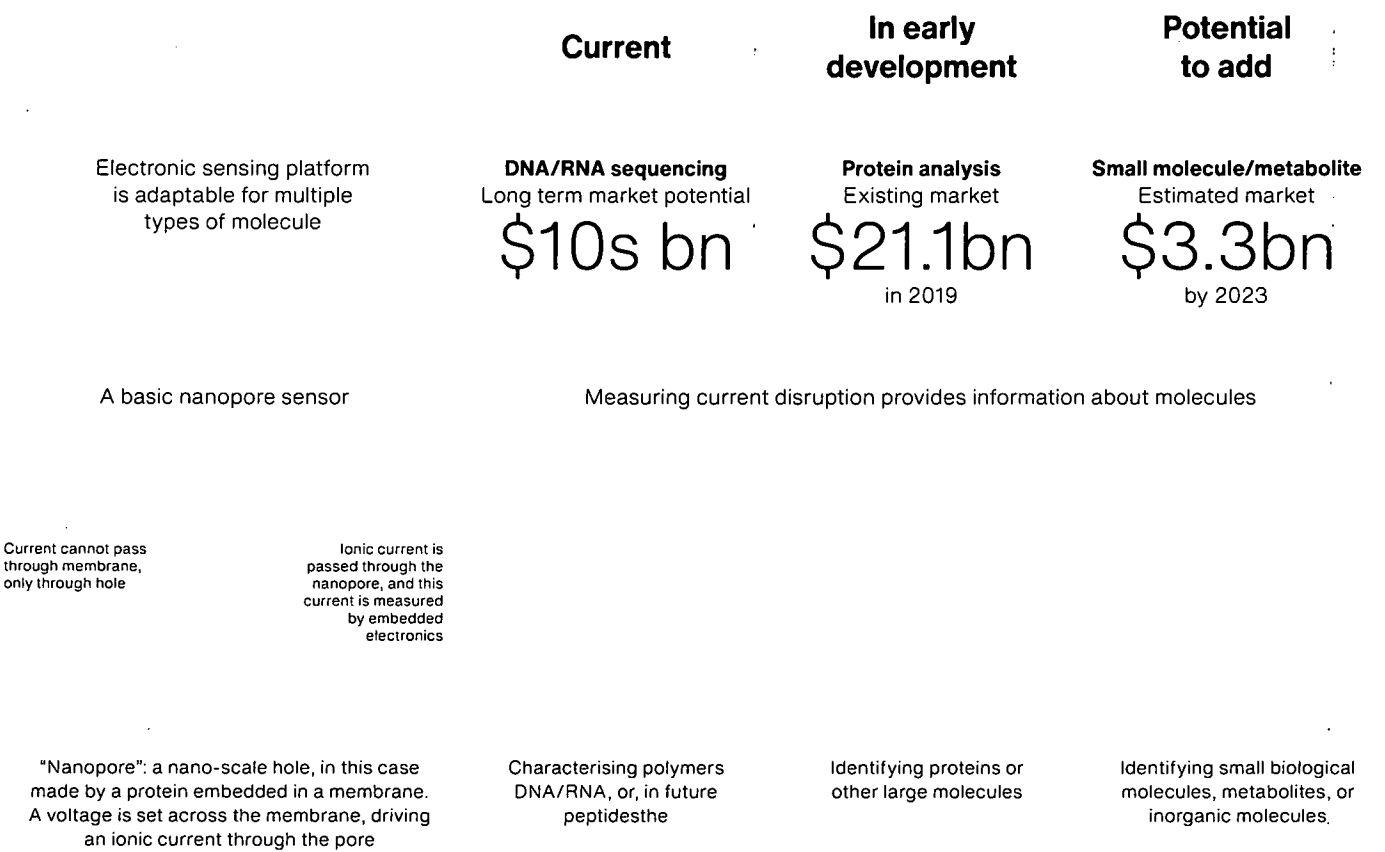 Current
In early
development
Potential
to add
Electronic sensing platform
is adaptable for multiple
types of molecule
DNA/RNA sequencing
Long term market potential
$10s bn
Protein analysis
Existing market
$21.1bn
in 2019
Small molecule/metabolite
Estimated market
$3.3bn
by 2023
A basic nanopore sensor
Measuring current disruption provides information about molecules
Current cannot pass
through membrane,
only through hole
Ionic current is
passed through the
nanopore, and this
current is measured
by embedded
electronics
"Nanopore": a nano-scale hole, in this case
made by a protein embedded in a membrane.
A voltage is set across the membrane, driving
an ionic current through the pore
Characterising polymers
DNA/RNA, or, in future
peptidesthe
Identifying proteins or
other large molecules
Identifying small biological
molecules, metabolites, or
inorganic molecules.